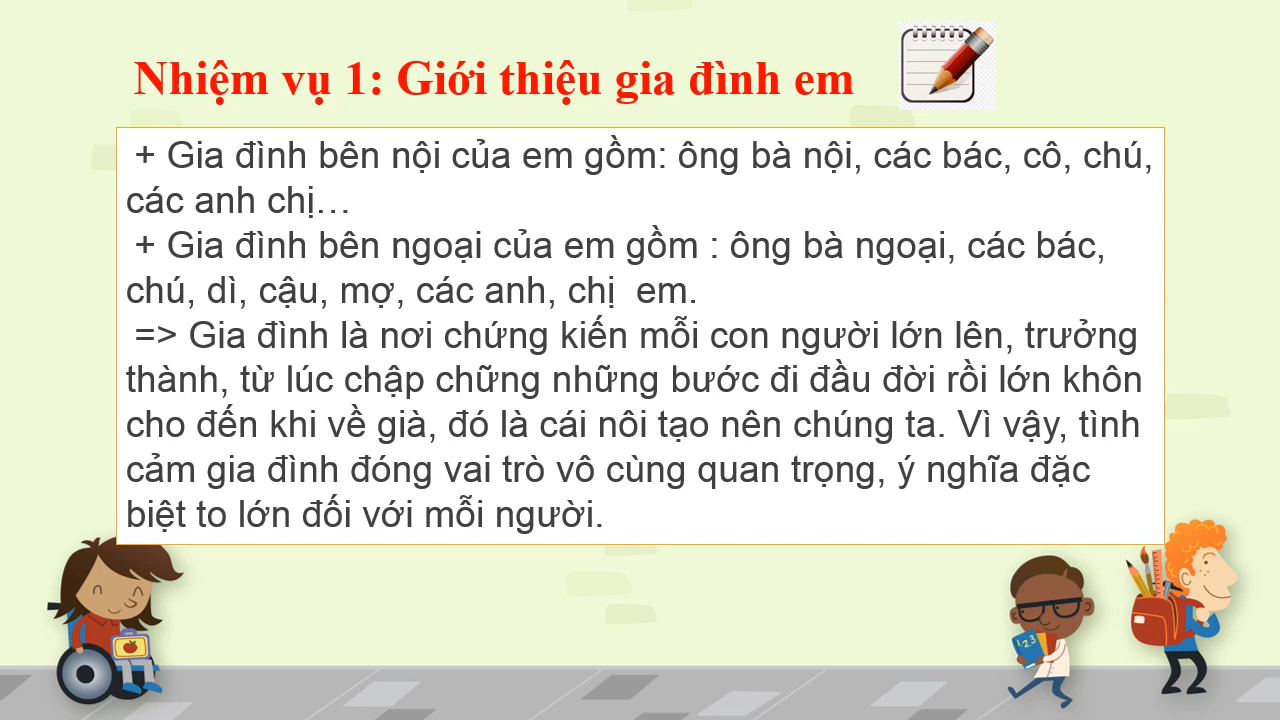 Nhiệm vụ 1: Giới thiệu gia đình em
+ Gia đình bên nội của em gồm: ông bà nội, các bác, cô, chú,
các anh chị…
+ Gia đình bên ngoại của em gồm : ông bà ngoại, các bác,
chú, dì, cậu, mợ, các anh, chị  em.
=> Gia đình là nơi chứng kiến mỗi con người lớn lên, trưởng
thành, từ lúc chập chững những bước đi đầu đời rồi lớn khôn
cho đến khi về già, đó là cái nôi tạo nên chúng ta. Vì vậy, tình
cảm gia đình đóng vai trò vô cùng quan trọng, ý nghĩa đặc
biệt to lớn đối với mỗi người.
123